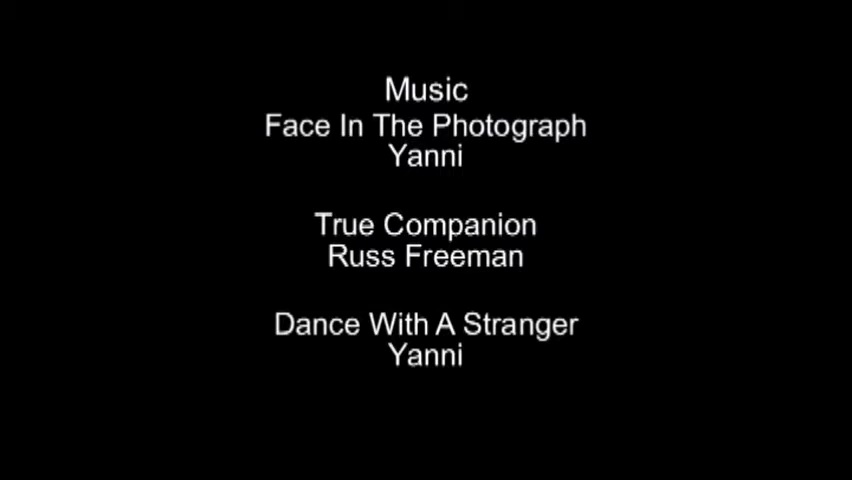 Music
Face In The Photograph
Yanni
True Companion
Russ Freeman
Dance With A Stranger
Yanni